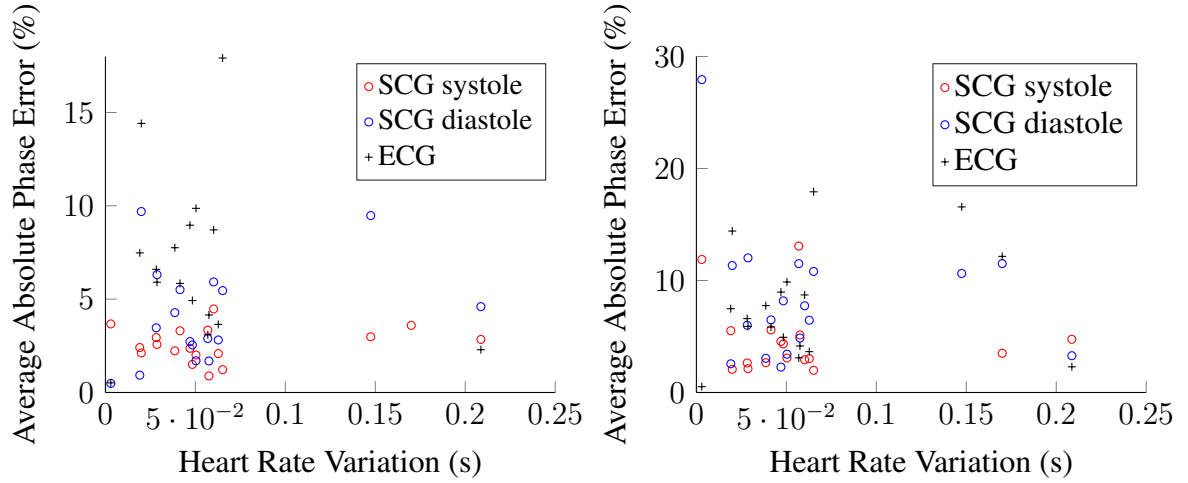 Average Absolute Phase Error (%)
15
10
5
0
0
5 · 10⁻²
0.1
0.15
0.2
0.25
Heart Rate Variation (s)
SCG systole
SCG diastole
ECG
Average Absolute Phase Error (%)
30
20
10
0
0
5 · 10⁻²
0.1
0.15
0.2
0.25
Heart Rate Variation (s)
SCG systole
SCG diastole
ECG